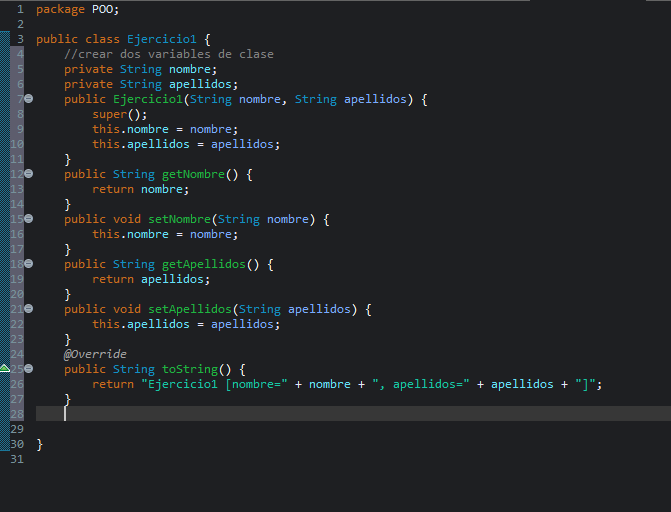 1 package POO;
2
3 public class Ejercicio1 {
4     //crear dos variables de clase
5     private String nombre;
6     private String apellidos;
7     public Ejercicio1(String nombre, String apellidos) {
8         super();
9         this.nombre = nombre;
10         this.apellidos = apellidos;
11     }
12     public String getNombre() {
13         return nombre;
14     }
15     public void setNombre(String nombre) {
16         this.nombre = nombre;
17     }
18     public String getApellidos() {
19         return apellidos;
20     }
21     public void setApellidos(String apellidos) {
22         this.apellidos = apellidos;
23     }
24     @Override
25     public String toString() {
26         return "Ejercicio1 [nombre=" + nombre + ", apellidos=" + apellidos + "]";
27     }
28
29
30 }
31